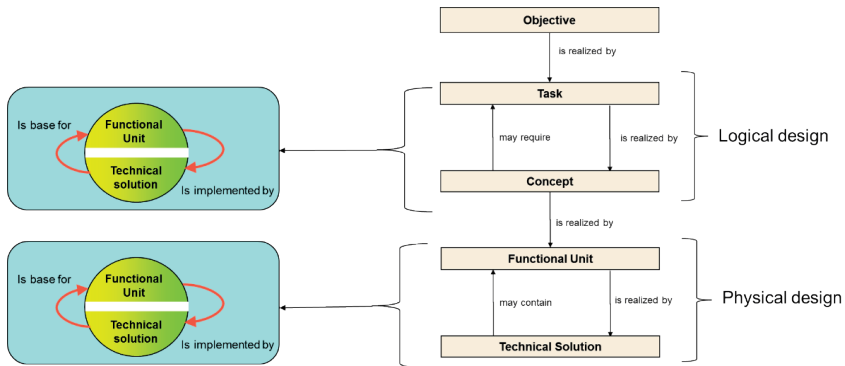 Objective
is realized by
Task
may require
is realized by
Concept
Logical design
is realized by
Functional Unit
may contain
is realized by
Technical Solution
Physical design
Is base for
Functional
Unit
Technical
solution
Is implemented by
Is base for
Functional
Unit
Technical
solution
Is implemented by